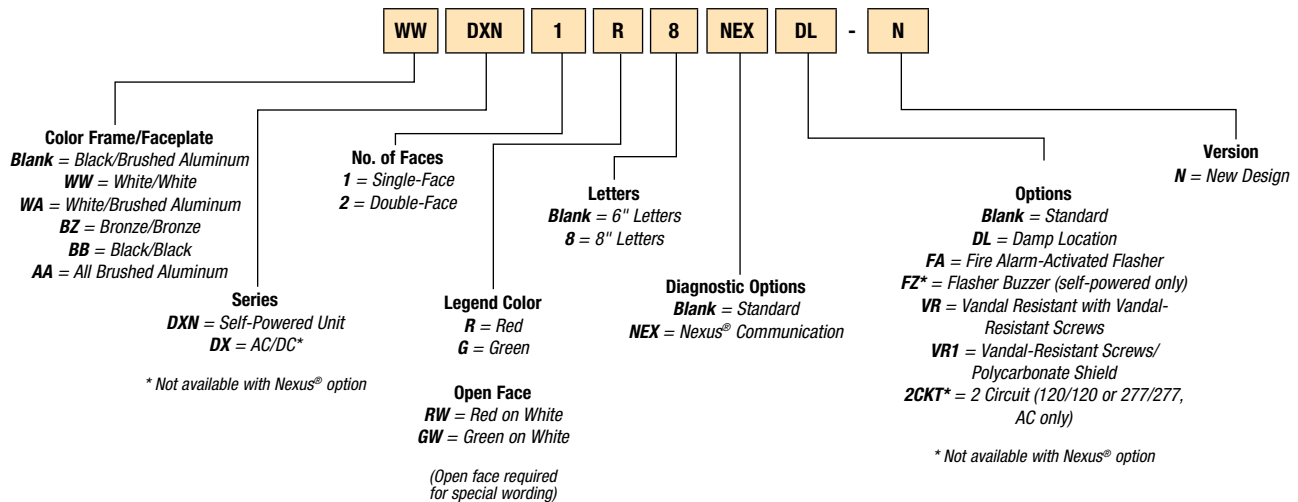 WW DXN 1 R 8 NEX DL - N
Color Frame/Faceplate
Blank = Black/Brushed Aluminum
WW = White/White
WA = White/Brushed Aluminum
BZ = Bronze/Bronze
BB = Black/Black
AA = All Brushed Aluminum
Series
DXN = Self-Powered Unit
DX = AC/DC*
* Not available with Nexus® option
No. of Faces
1 = Single-Face
2 = Double-Face
Legend Color
R = Red
G = Green
Open Face
RW = Red on White
GW = Green on White
(Open face required
for special wording)
Letters
Blank = 6" Letters
8 = 8" Letters
Diagnostic Options
Blank = Standard
NEX = Nexus® Communication
Options
Blank = Standard
DL = Damp Location
FA = Fire Alarm-Activated Flasher
FZ* = Flasher Buzzer (self-powered only)
VR = Vandal Resistant with Vandal-
Resistant Screws
VR1 = Vandal-Resistant Screws/
Polycarbonate Shield
2CKT* = 2 Circuit (120/120 or 277/277,
AC only)
* Not available with Nexus® option
Version
N = New Design